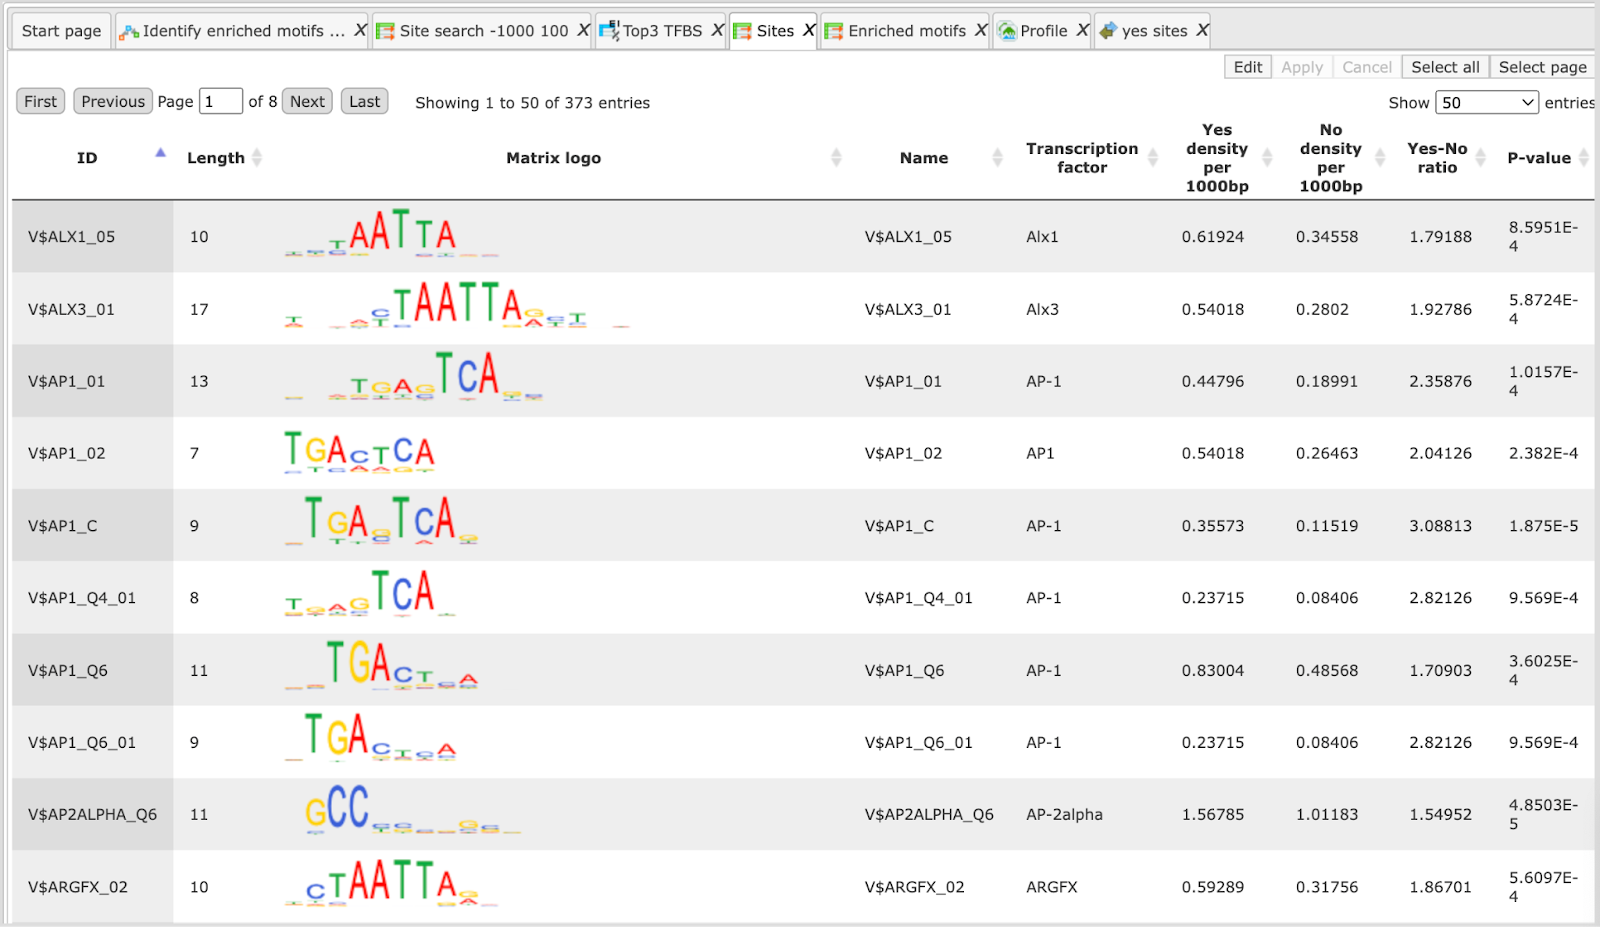 Start page Identify enriched motifs ... X Site search -1000 100 X Top3 TFBS X Sites X Enriched motifs X Profile X yes sites X
Edit Apply Cancel Select all Select page
First Previous Page 1 of 8 Next Last Showing 1 to 50 of 373 entries Show 50 entries
ID Length Matrix logo Name Transcription factor Yes density per 1000bp No density per 1000bp Yes-No ratio P-value
V$ALX1_05 10 AATTA V$ALX1_05 Alx1 0.61924 0.34558 1.79188 8.5951E-4
V$ALX3_01 17 TAATTA V$ALX3_01 Alx3 0.54018 0.2802 1.92786 5.8724E-4
V$AP1_01 13 TGAGTCA V$AP1_01 AP-1 0.44796 0.18991 2.35876 1.0157E-4
V$AP1_02 7 TGACTCA V$AP1_02 AP1 0.54018 0.26463 2.04126 2.382E-4
V$AP1_C 9 TGAGTCA V$AP1_C AP-1 0.35573 0.11519 3.08813 1.875E-5
V$AP1_Q4_01 8 TGAGTCA V$AP1_Q4_01 AP-1 0.23715 0.08406 2.82126 9.569E-4
V$AP1_Q6 11 TGACT V$AP1_Q6 AP-1 0.83004 0.48568 1.70903 3.6025E-4
V$AP1_Q6_01 9 TGAC V$AP1_Q6_01 AP-1 0.23715 0.08406 2.82126 9.569E-4
V$AP2ALPHA_Q6 11 GCC V$AP2ALPHA_Q6 AP-2alpha 1.56785 1.01183 1.54952 4.8503E-5
V$ARGFX_02 10 CTAATTA V$ARGFX_02 ARGFX 0.59289 0.31756 1.86701 5.6097E-4